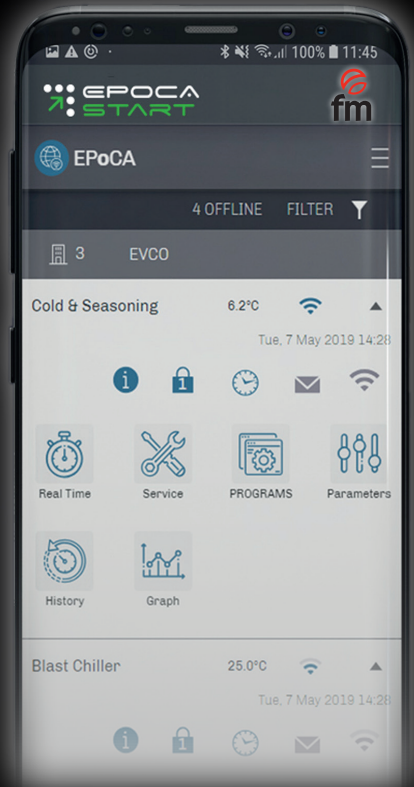 100% 11:45
EPOCA
START
fm
EPoCA
4 OFFLINE FILTER
3 EVCO
Cold & Seasoning 6.2°C
Tue, 7 May 2019 14:28
i 1
Real Time Service PROGRAMS Parameters
History Graph
Blast Chiller 25.0°C
Tue, 7 May 2019 14:28
i 1